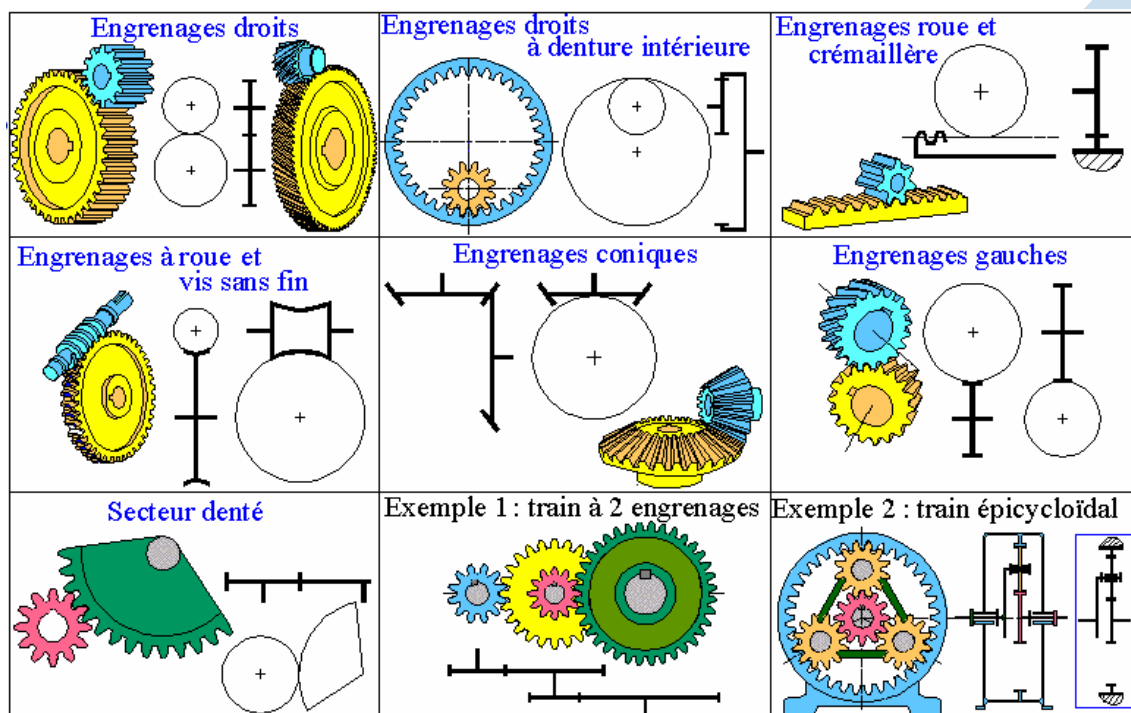 Engrenages droits
Engrenages droits
à denture intérieure
Engrenages roue et
crémaillère
Engrenages à roue et
vis sans fin
Engrenages coniques
Engrenages gauches
Secteur denté
Exemple 1 : train à 2 engrenages
Exemple 2 : train épicycloïdal